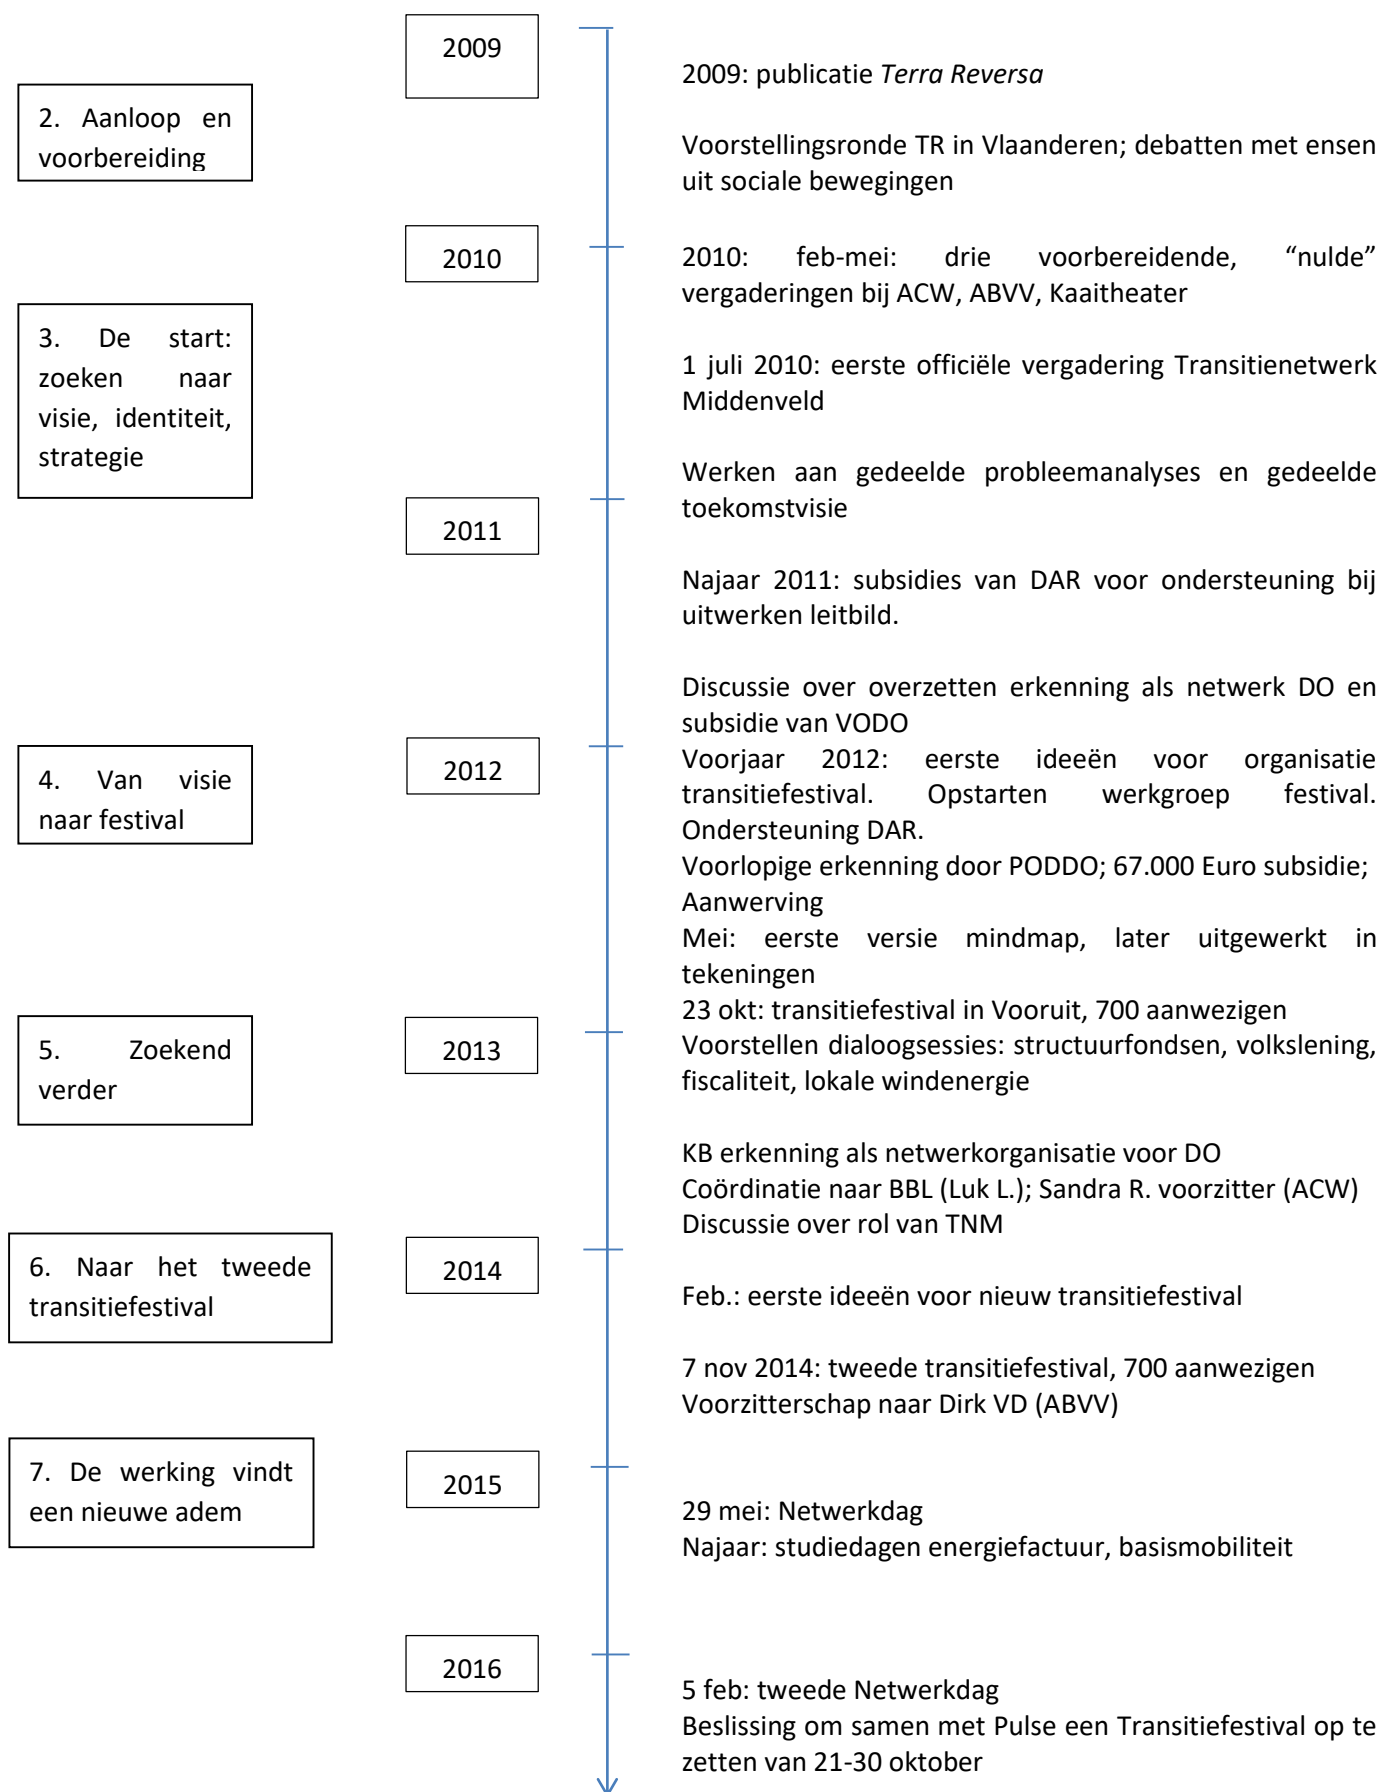 2009
2009: publicatie Terra Reversa
2. Aanloop en
voorbereiding
Voorstellingsronde TR in Vlaanderen; debatten met ensen
uit sociale bewegingen
2010
2010: feb-mei: drie voorbereidende, “nulde”
vergaderingen bij ACW, ABVV, Kaaitheater
3. De start:
zoeken naar
visie, identiteit,
strategie
1 juli 2010: eerste officiële vergadering Transitienetwerk
Middenveld
Werken aan gedeelde probleemanalyses en gedeelde
toekomstvisie
2011
Najaar 2011: subsidies van DAR voor ondersteuning bij
uitwerken leitbild.
Discussie over overzetten erkenning als netwerk DO en
subsidie van VODO
4. Van visie
naar festival
2012
Voorjaar 2012: eerste ideeën voor organisatie
transitiefestival. Opstarten werkgroep festival.
Ondersteuning DAR.
Voorlopige erkenning door PODDO; 67.000 Euro subsidie;
Aanwerving
Mei: eerste versie mindmap, later uitgewerkt in
tekeningen
23 okt: transitiefestival in Vooruit, 700 aanwezigen
5. Zoekend
verder
2013
Voorstellen dialoogsessies: structuurfondsen, volkslening,
fiscaliteit, lokale windenergie
KB erkenning als netwerkorganisatie voor DO
Coördinatie naar BBL (Luk L.); Sandra R. voorzitter (ACW)
Discussie over rol van TNM
6. Naar het tweede
transitiefestival
2014
Feb.: eerste ideeën voor nieuw transitiefestival
7 nov 2014: tweede transitiefestival, 700 aanwezigen
Voorzitterschap naar Dirk VD (ABVV)
7. De werking vindt
een nieuwe adem
2015
29 mei: Netwerkdag
Najaar: studiedagen energiefactuur, basismobiliteit
2016
5 feb: tweede Netwerkdag
Beslissing om samen met Pulse een Transitiefestival op te
zetten van 21-30 oktober